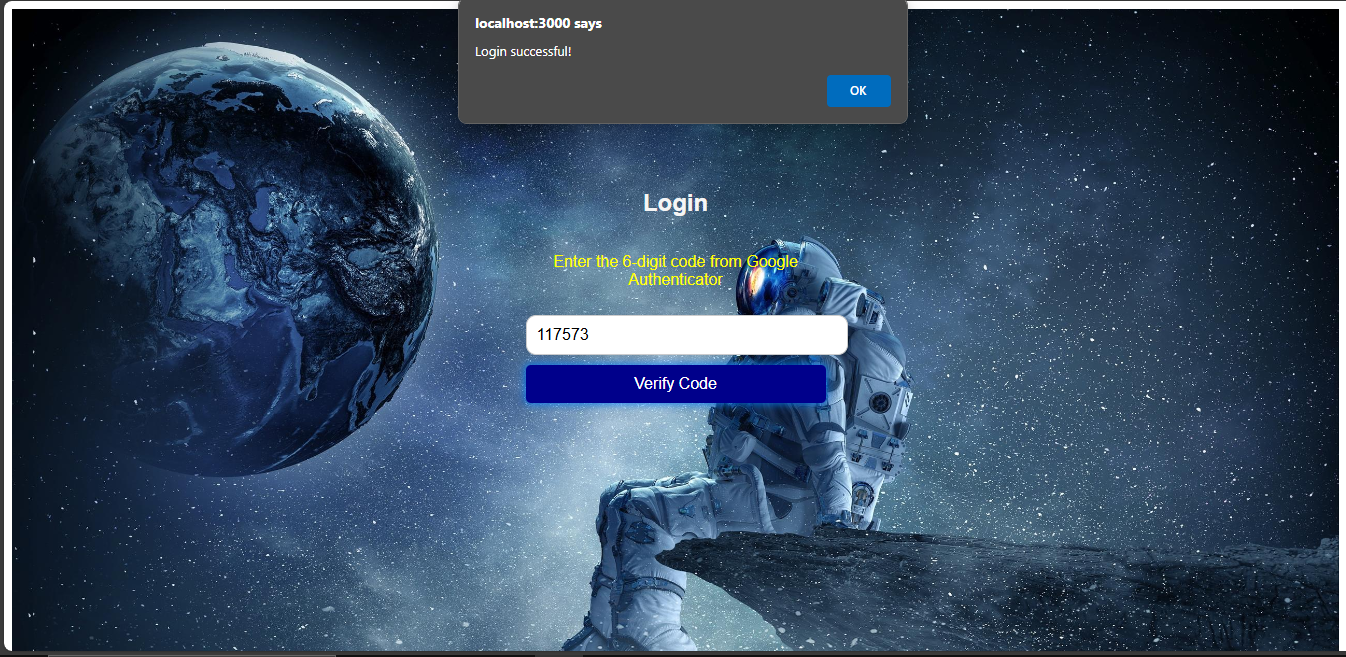 localhost:3000 says
Login successful!
OK
Login
Enter the 6-digit code from Google
Authenticator
117573
Verify Code